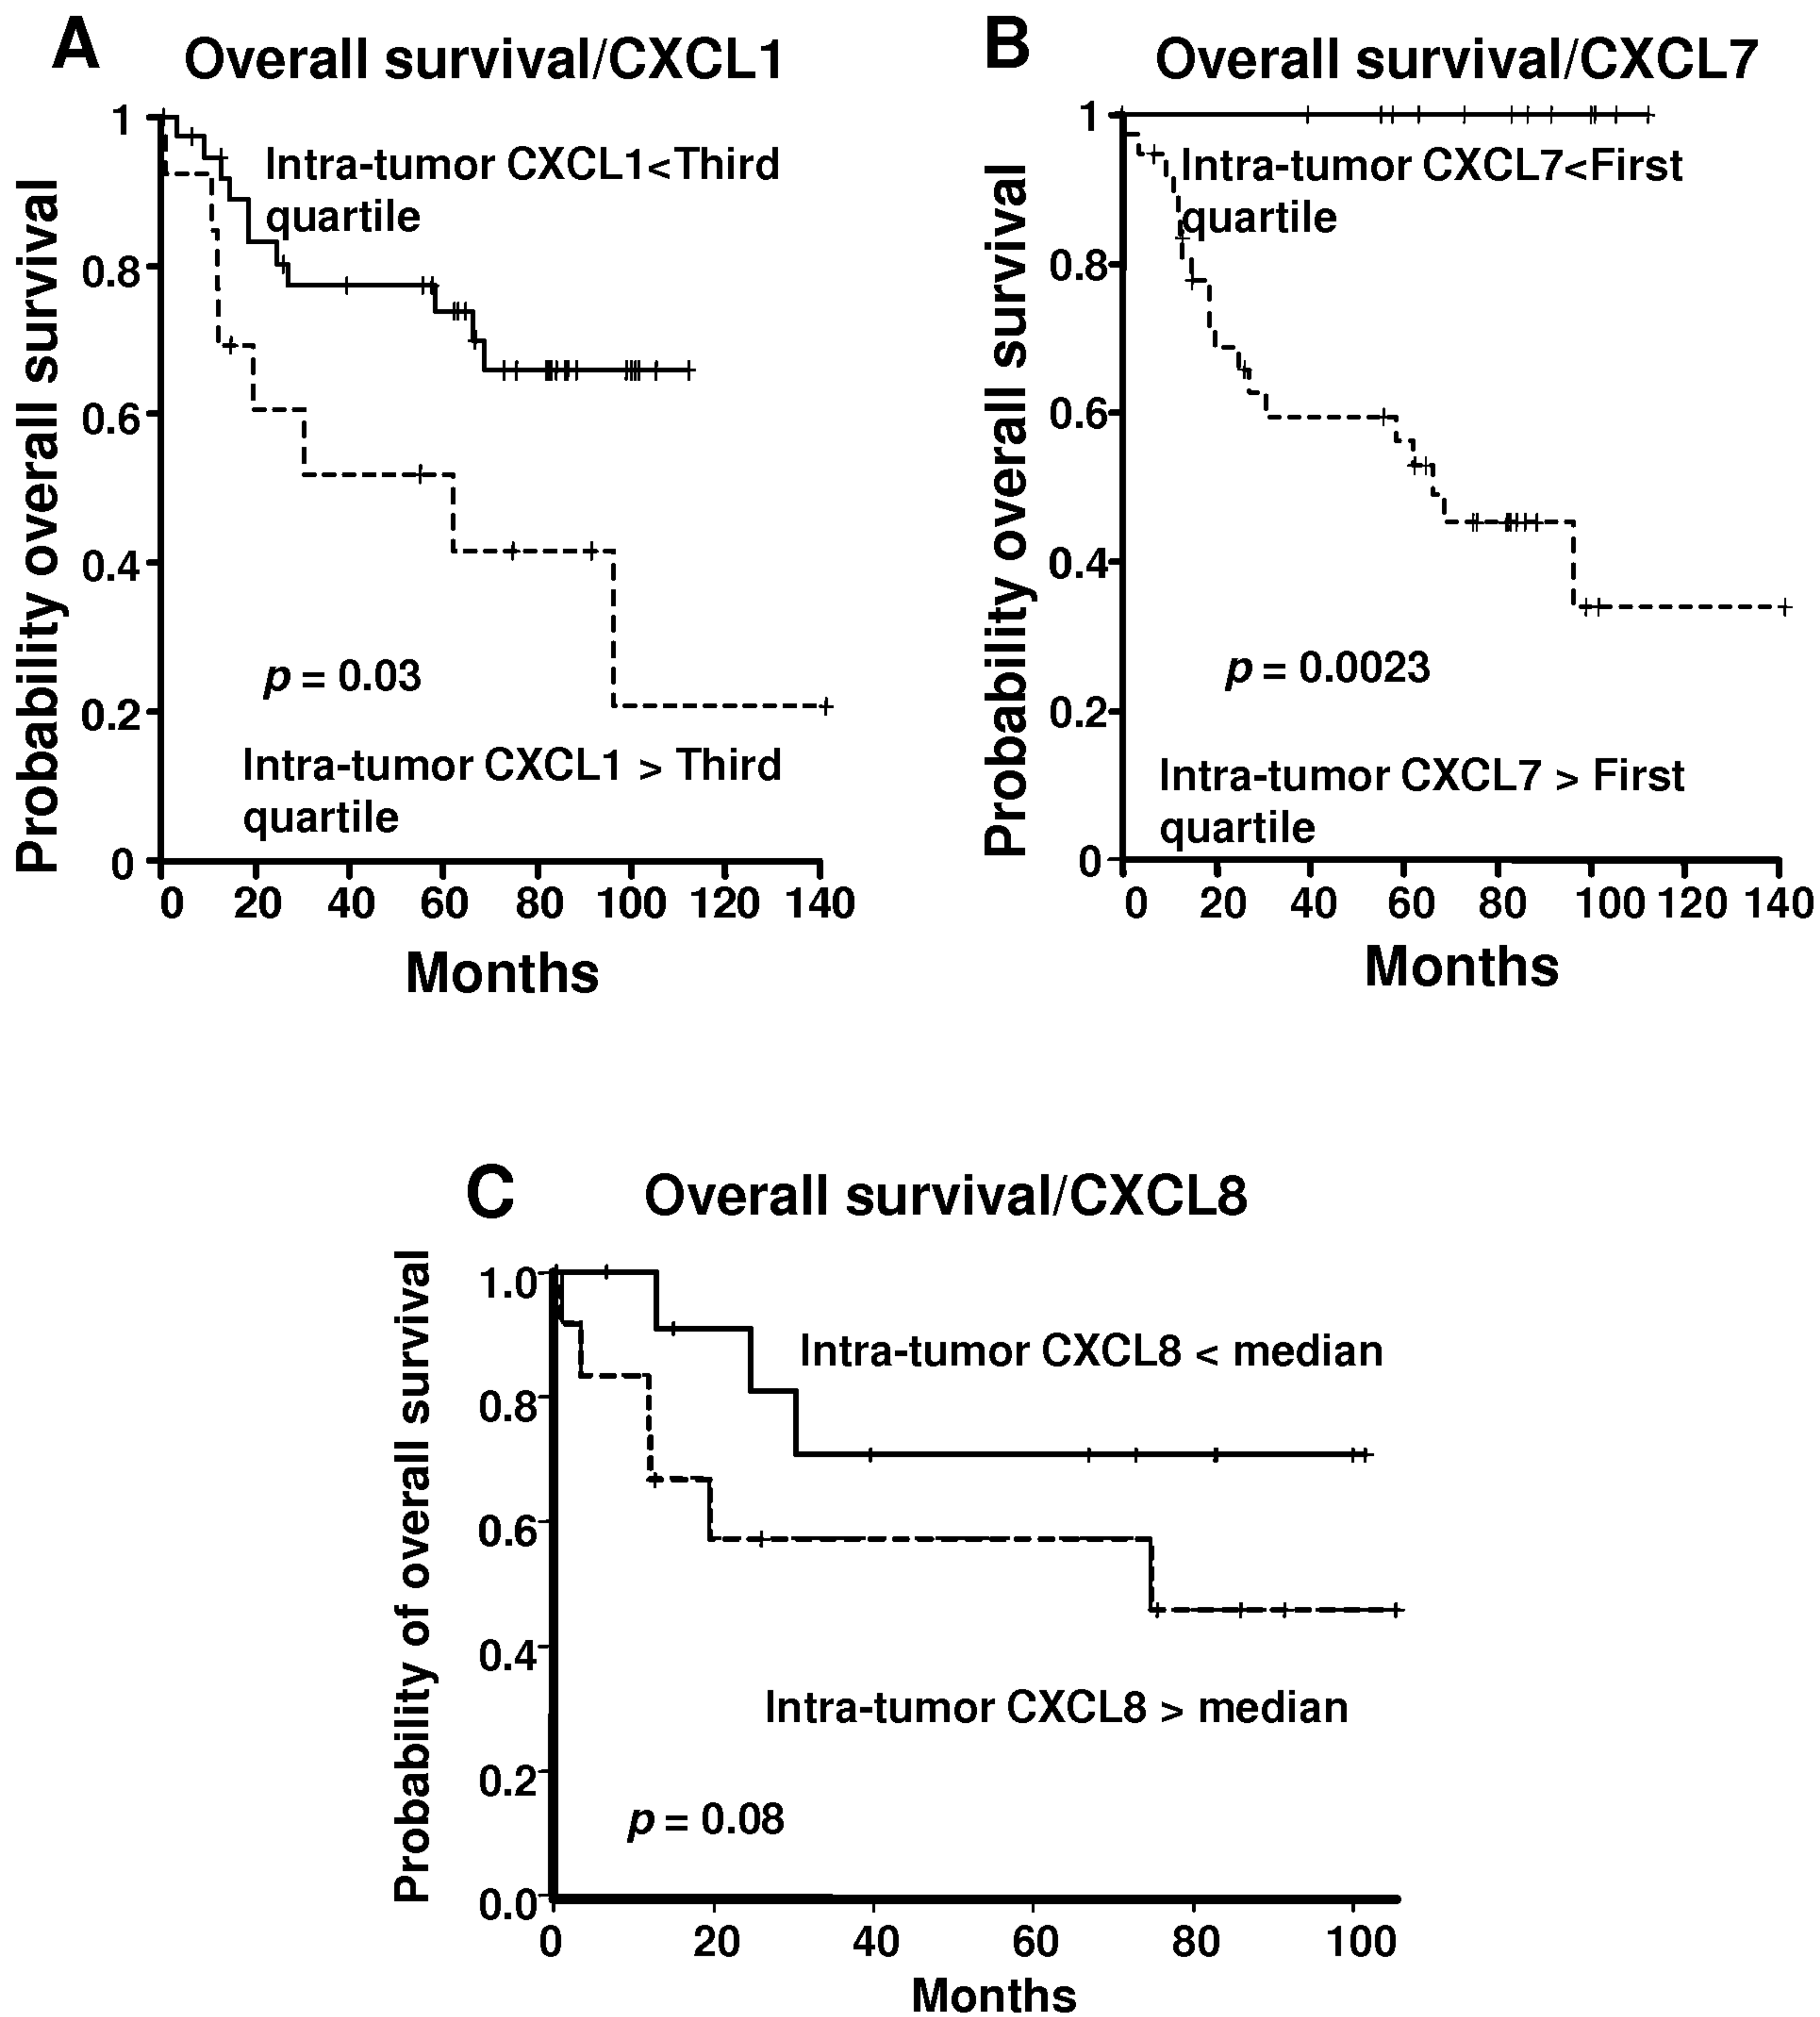 A
Overall survival/CXCL1
Probability overall survival
1
0.8
0.6
0.4
0.2
0
Intra-tumor CXCL1<Third
quartile
p = 0.03
Intra-tumor CXCL1 > Third
quartile
0 20 40 60 80 100 120 140
Months
B
Overall survival/CXCL7
Probability overall survival
1
0.8
0.6
0.4
0.2
0
Intra-tumor CXCL7<First
quartile
p = 0.0023
Intra-tumor CXCL7 > First
quartile
0 20 40 60 80 100 120 140
Months
C
Overall survival/CXCL8
Probability of overall survival
1.0
0.8
0.6
0.4
0.2
0.0
Intra-tumor CXCL8 < median
Intra-tumor CXCL8 > median
p = 0.08
0 20 40 60 80 100
Months